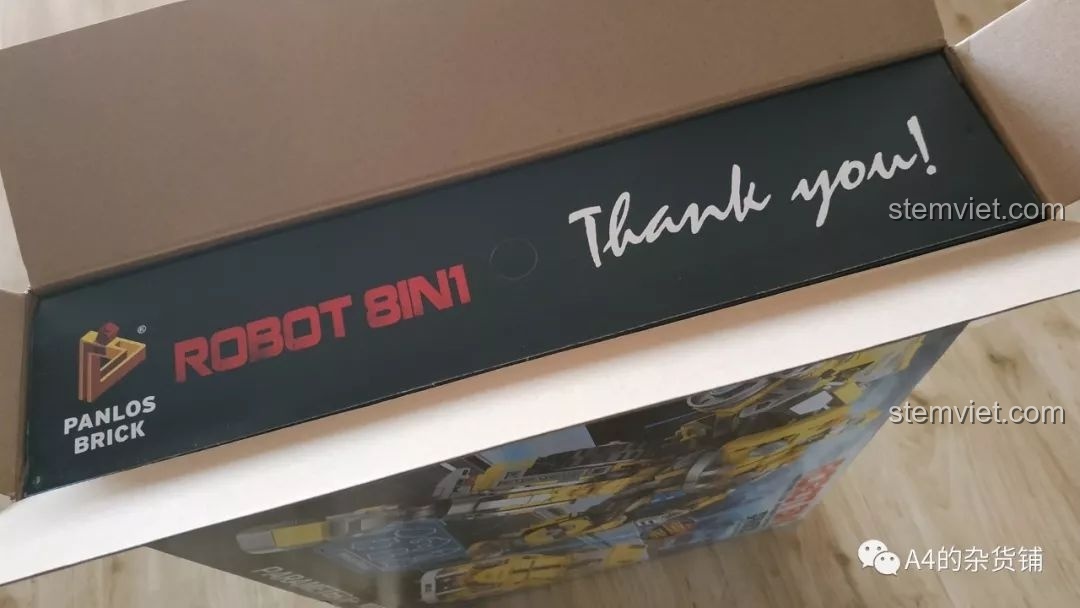 Thank you!
stemviet.com
ROBOT 8IN1
®
PANLOS
BRICK
stemviet.com
A4的杂货铺